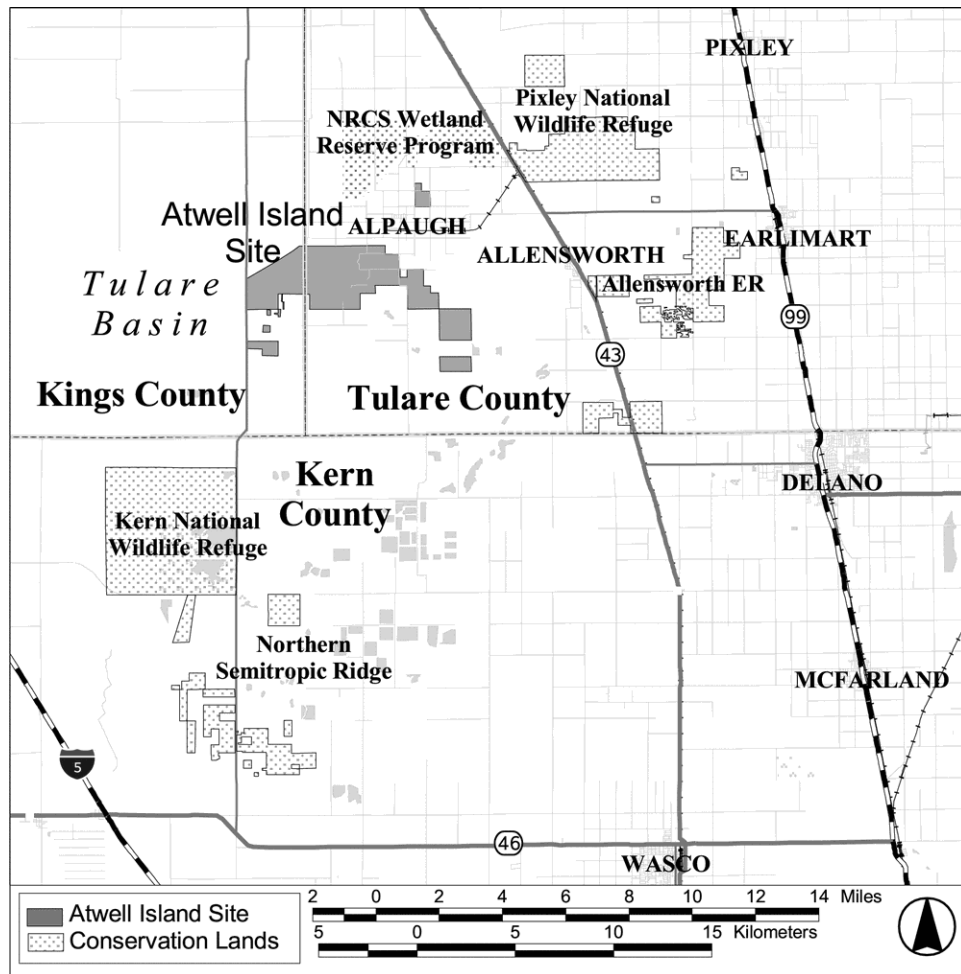 PIXLEY
Pixley National
Wildlife Refuge
NRCS Wetland
Reserve Program
Atwell Island
Site
ALPAUGH
ALLENSWORTH
EARLIMART
Allensworth ER
Tulare
Basin
99
43
Kings County
Tulare County
Kern
County
DELANO
Kern National
Wildlife Refuge
Northern
Semitropic Ridge
MCFARLAND
5
46
WASCO
Atwell Island Site
Conservation Lands
2 0 2 4 6 8 10 12 14 Miles
5 0 5 10 15 Kilometers